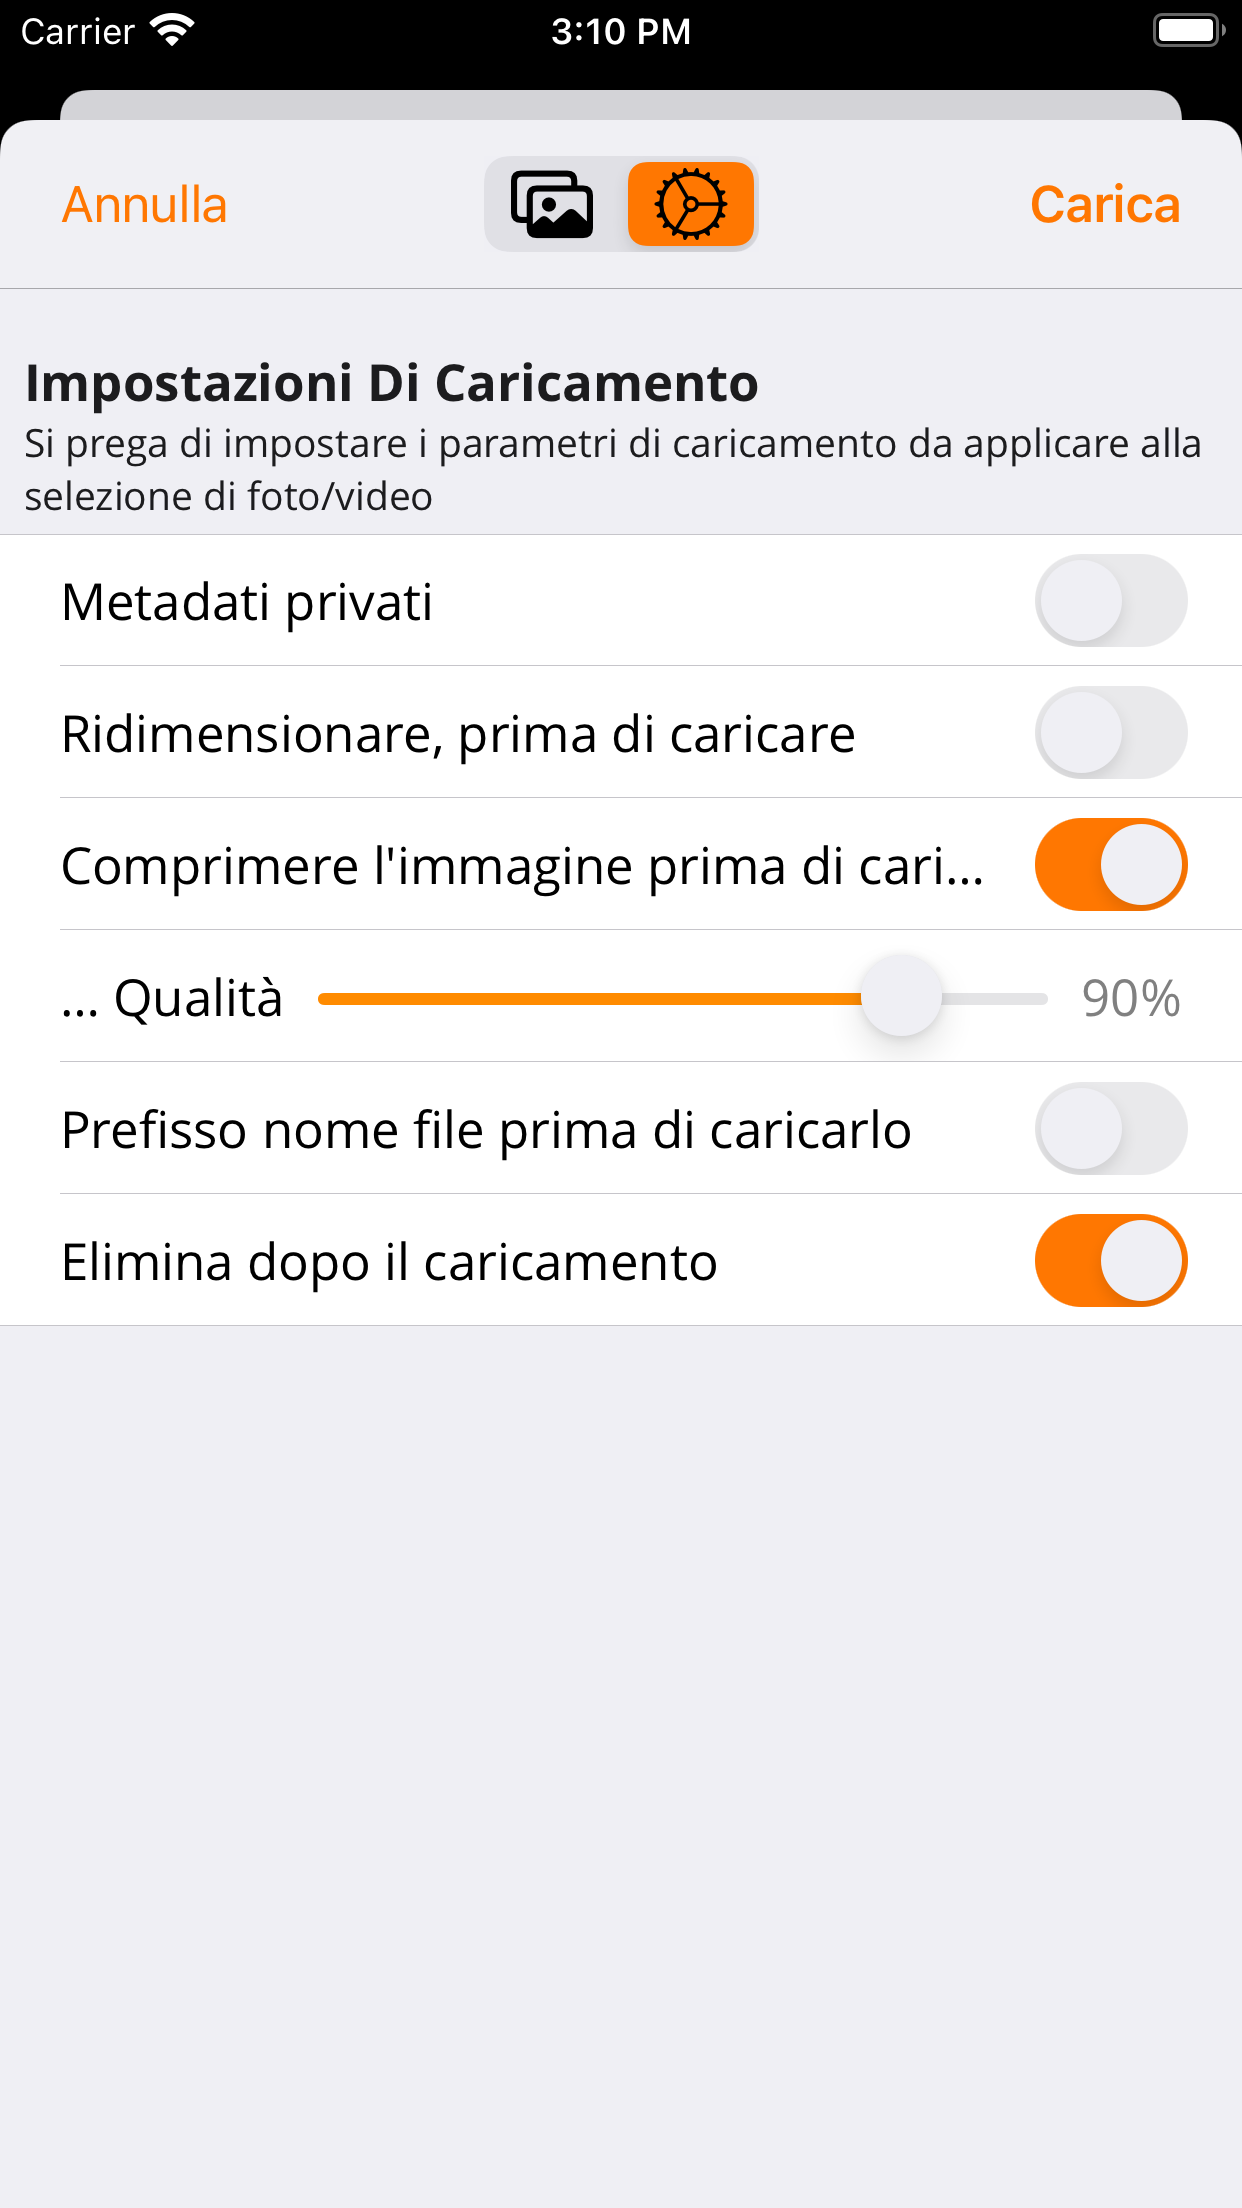 Carrier 3:10 PM
Annulla Carica
Impostazioni Di Caricamento
Si prega di impostare i parametri di caricamento da applicare alla
selezione di foto/video
Metadati privati
Ridimensionare, prima di caricare
Comprimere l'immagine prima di cari...
... Qualità 90%
Prefisso nome file prima di caricarlo
Elimina dopo il caricamento